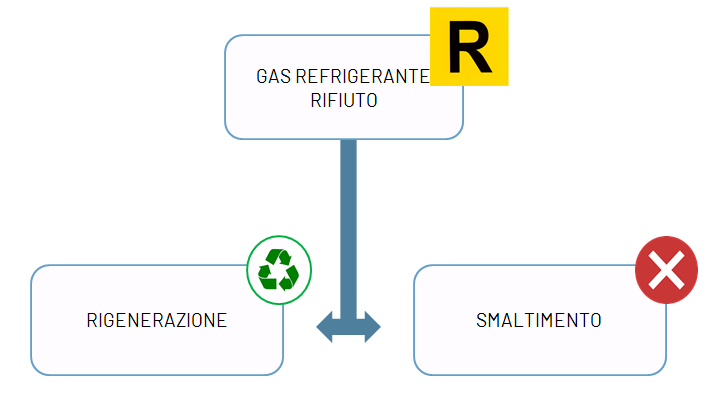 R
GAS REFRIGERANTE
RIFIUTO
RIGENERAZIONE
SMALTIMENTO